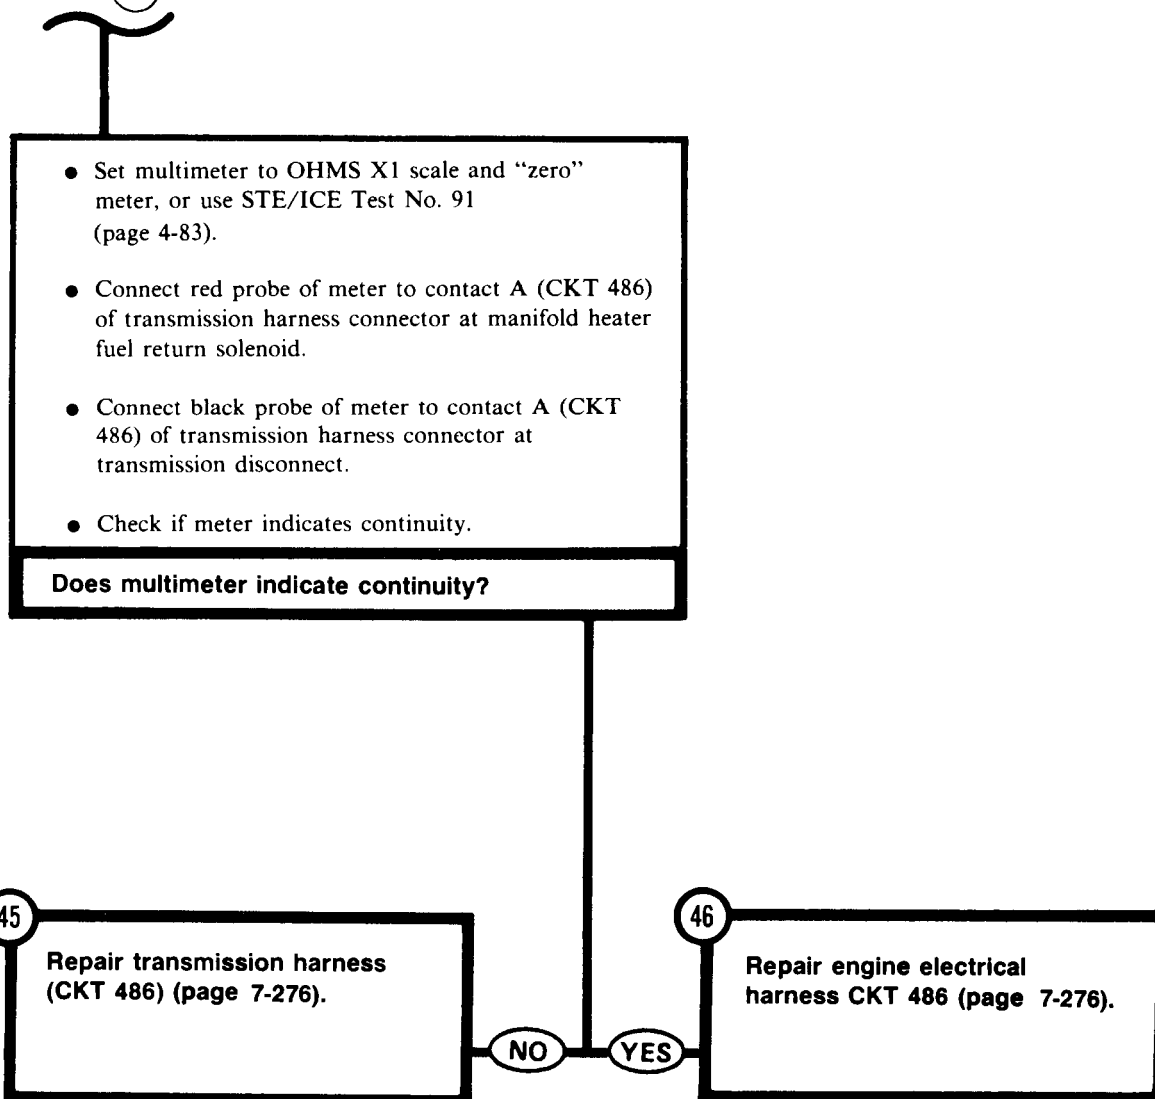 ● Set multimeter to OHMS X1 scale and “zero”
meter, or use STE/ICE Test No. 91
(page 4-83).
● Connect red probe of meter to contact A (CKT 486)
of transmission harness connector at manifold heater
fuel return solenoid.
● Connect black probe of meter to contact A (CKT
486) of transmission harness connector at
transmission disconnect.
● Check if meter indicates continuity.
Does multimeter indicate continuity?
45
Repair transmission harness
(CKT 486) (page 7-276).
46
Repair engine electrical
harness CKT 486 (page 7-276).
NO
YES